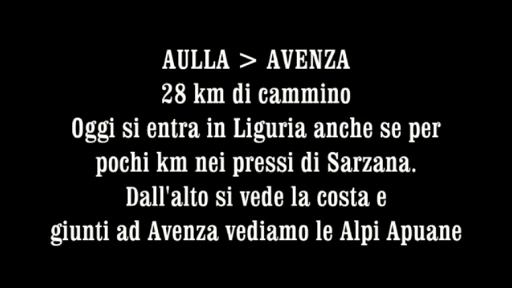 AULLA > AVENZA
28 km di cammino
Oggi si entra in Liguria anche se per
pochi km nei pressi di Sarzana.
Dall'alto si vede la costa e
giunti ad Avenza vediamo le Alpi Apuane